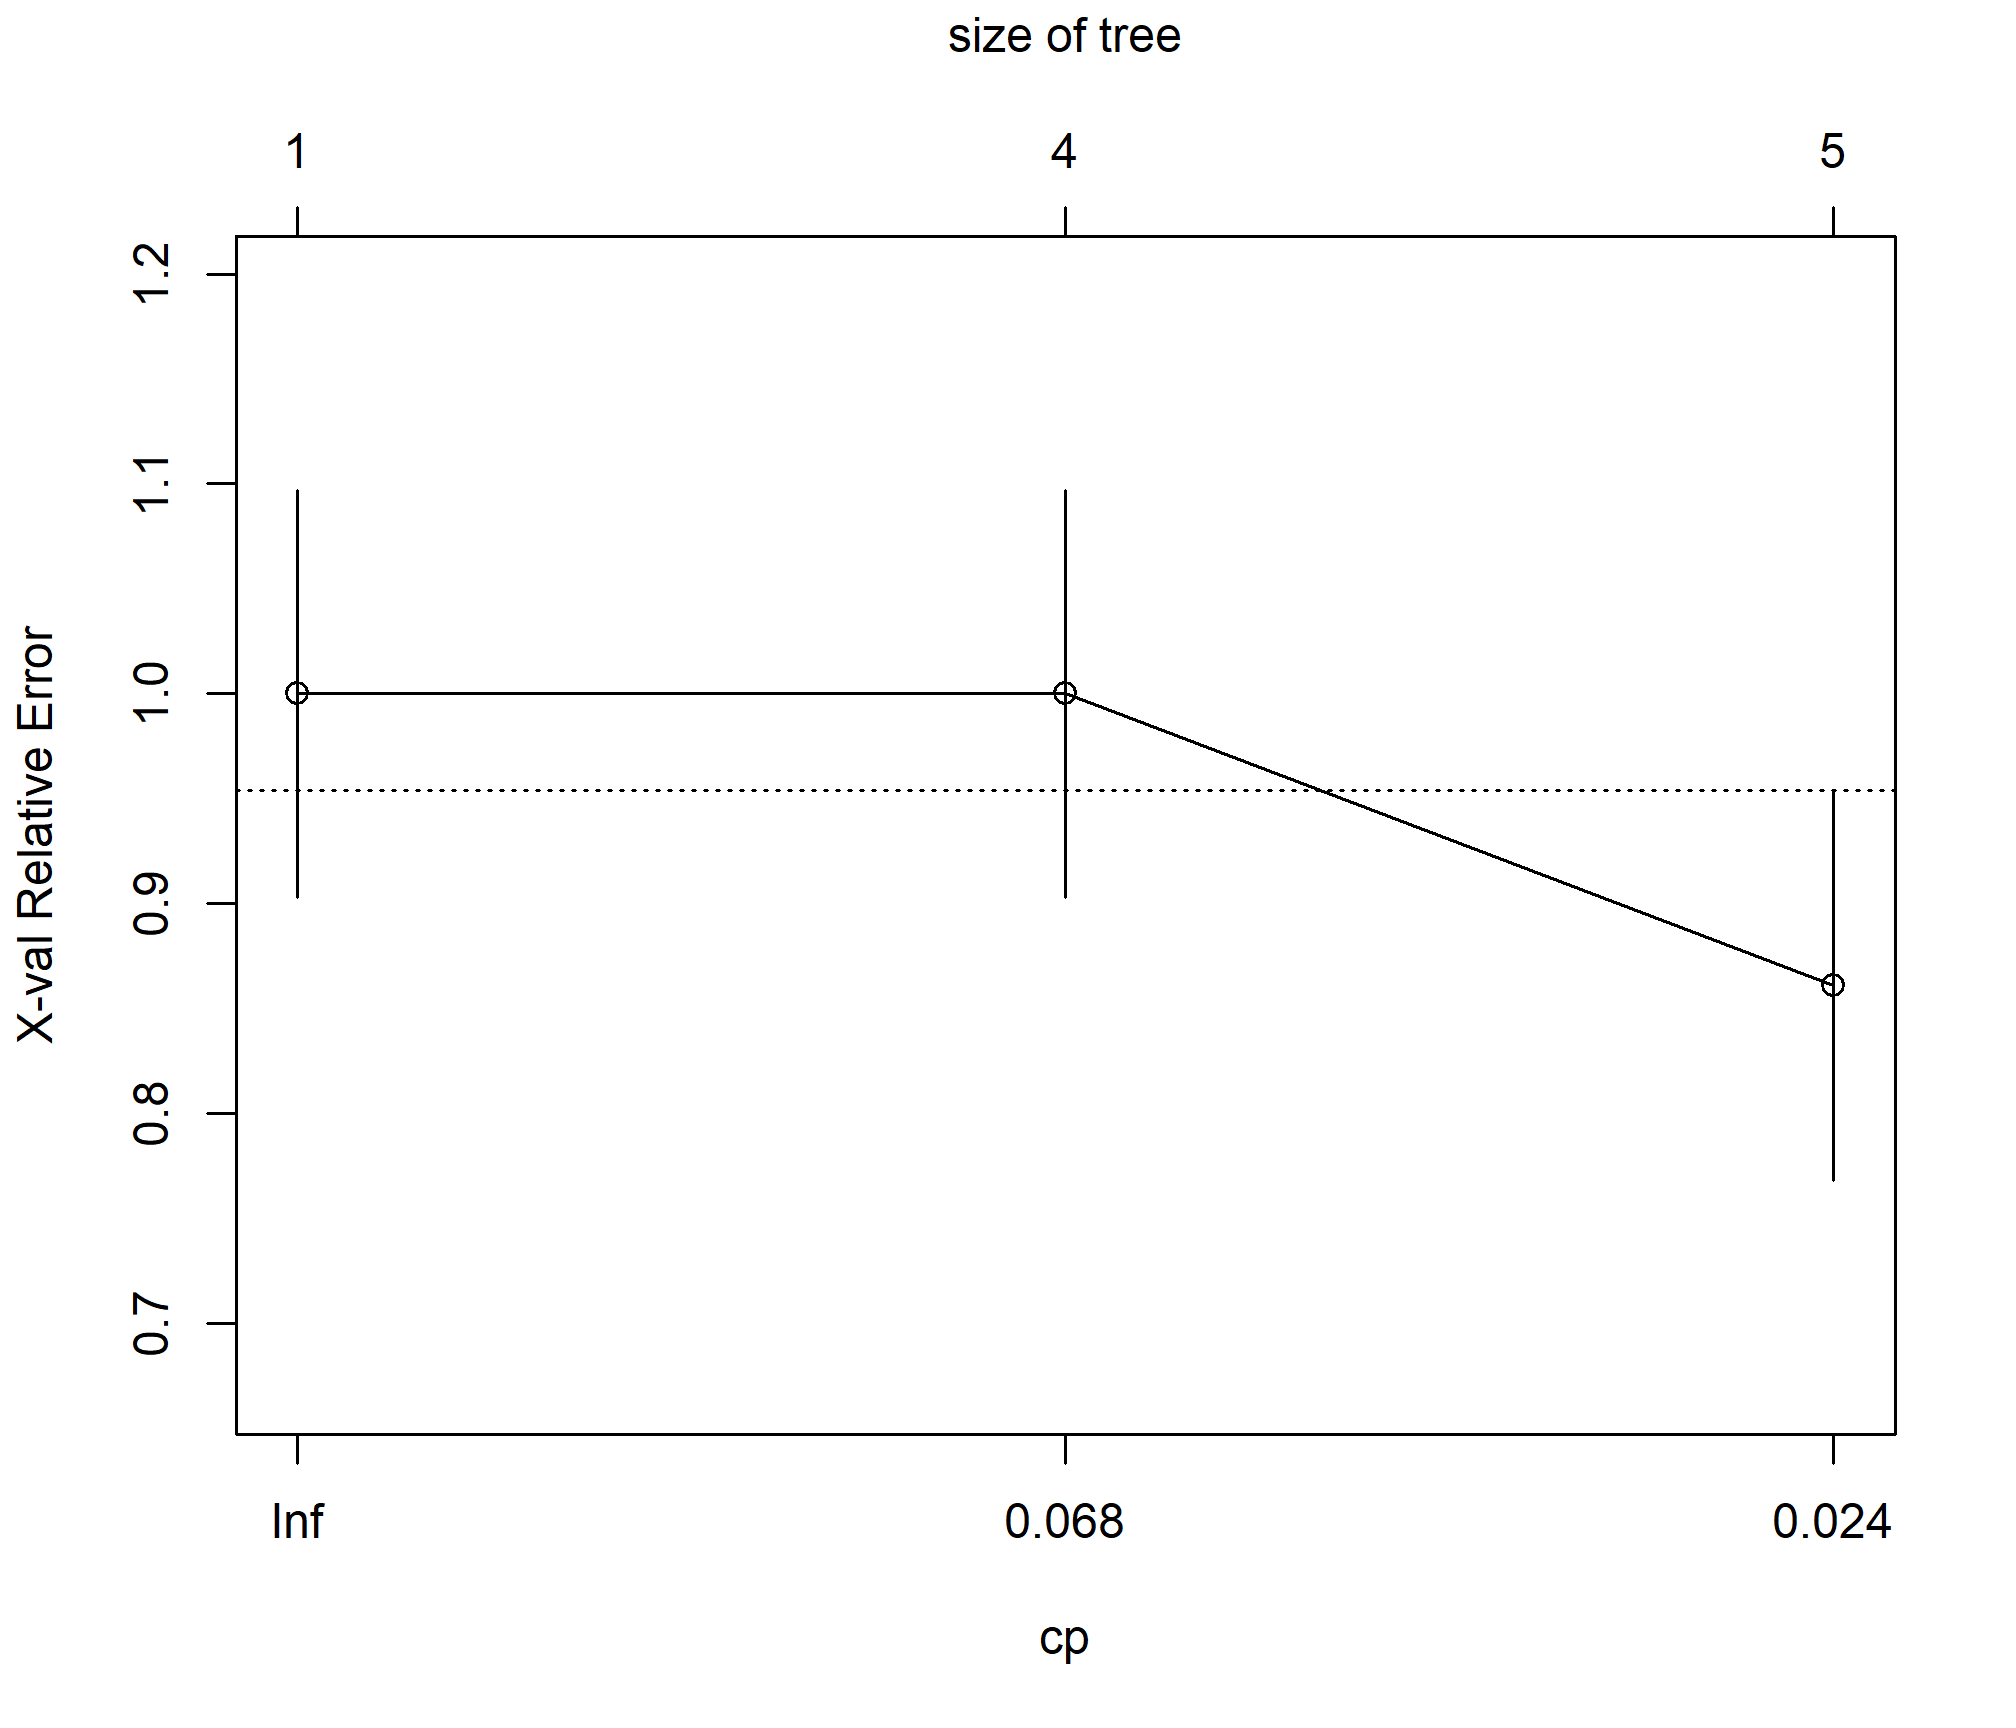 size of tree
1 4 5
1.2
1.1
1.0
0.9
0.8
0.7
X-val Relative Error
Inf 0.068 0.024
cp